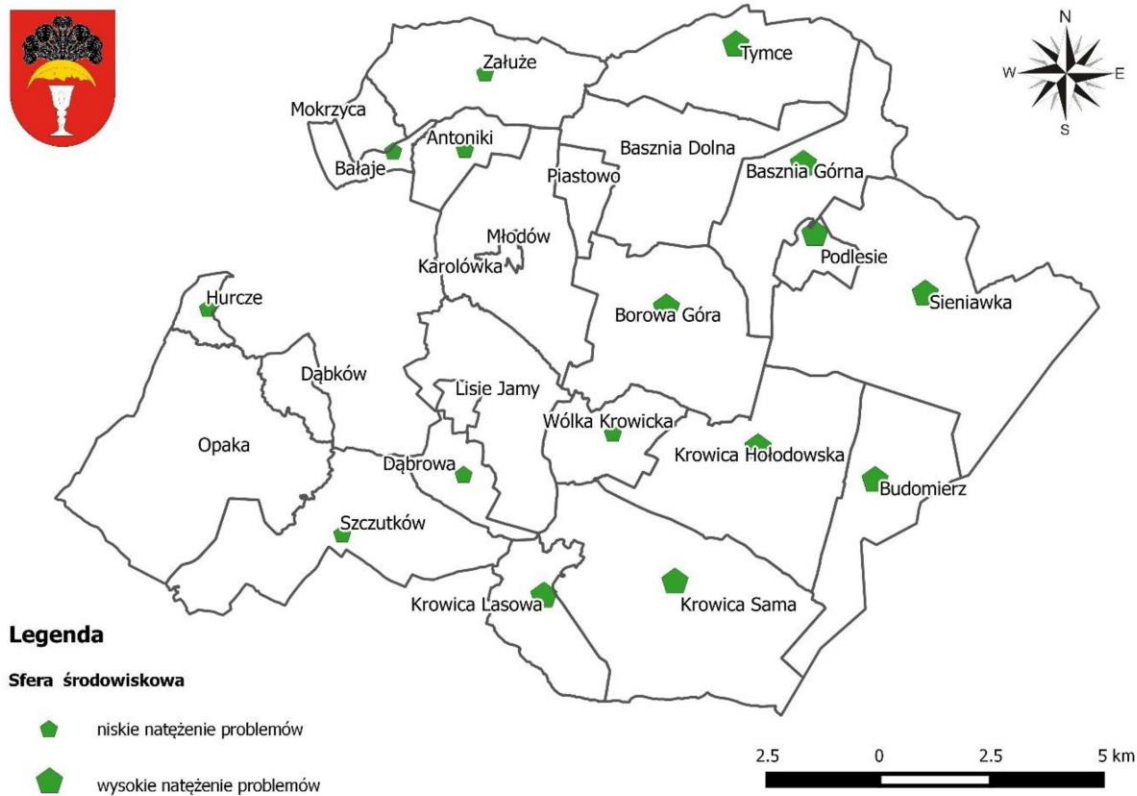 N
W
E
S
Tymce
Załuże
Mokrzyca
Antoniki
Bałaje
Basznia Dolna
Piastowo
Basznia Górna
Młodów
Podlesie
Karolówka
Hurcze
Borowa Góra
Sieniawka
Dąbków
Lisie Jamy
Wólka Krowicka
Opaka
Dąbrowa
Krowica Hołodowska
Budomierz
Szczutków
Krowica Lasowa
Krowica Sama
Legenda
Sfera środowiskowa
niskie natężenie problemów
wysokie natężenie problemów
2.5 0 2.5 5 km